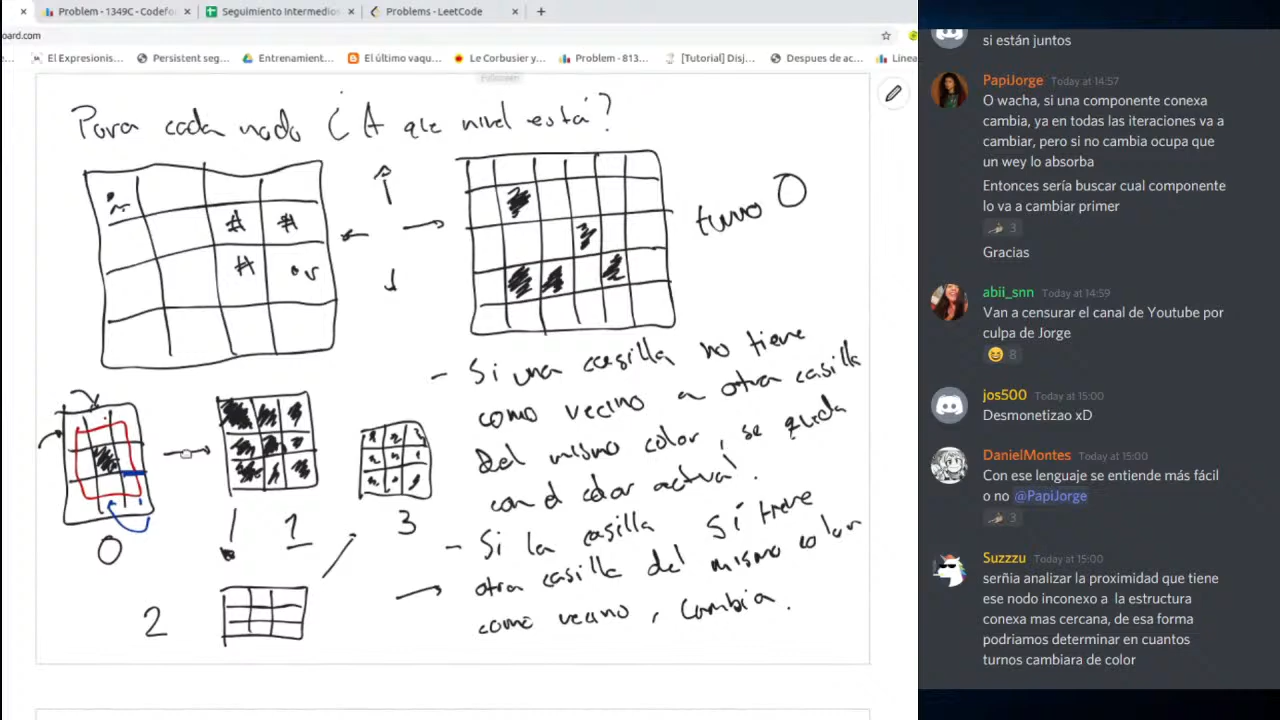 Problem - 1349C - Codefor
Seguimiento Intermedios
Problems - LeetCode
oard.com
El Expresionis...
Persistent seg...
Entrenamient...
El último vaqu...
Le Corbusier y...
Problem - 813...
[Tutorial] Disj...
Despues de ac...
Linea
Para cada nodo ¿A que nivel está?
turno 0
- Si una casilla no tiene
como vecino a otra casilla
del mismo color, se queda
con el color actual.
- Si la casilla Sí tiene
otra casilla del mismo color
como vecino, cambia.
0
1
3
2
si están juntos
PapiJorge Today at 14:57
O wacha, si una componente conexa
cambia, ya en todas las iteraciones va a
cambiar, pero si no cambia ocupa que
un wey lo absorba
Entonces sería buscar cual componente
lo va a cambiar primer
3
Gracias
abii_snn Today at 14:59
Van a censurar el canal de Youtube por
culpa de Jorge
8
jos500 Today at 15:00
Desmonetizao xD
DanielMontes Today at 15:00
Con ese lenguaje se entiende más fácil
o no @PapiJorge
3
Suzzzu Today at 15:00
serñia analizar la proximidad que tiene
ese nodo inconexo a la estructura
conexa mas cercana, de esa forma
podriamos determinar en cuantos
turnos cambiara de color